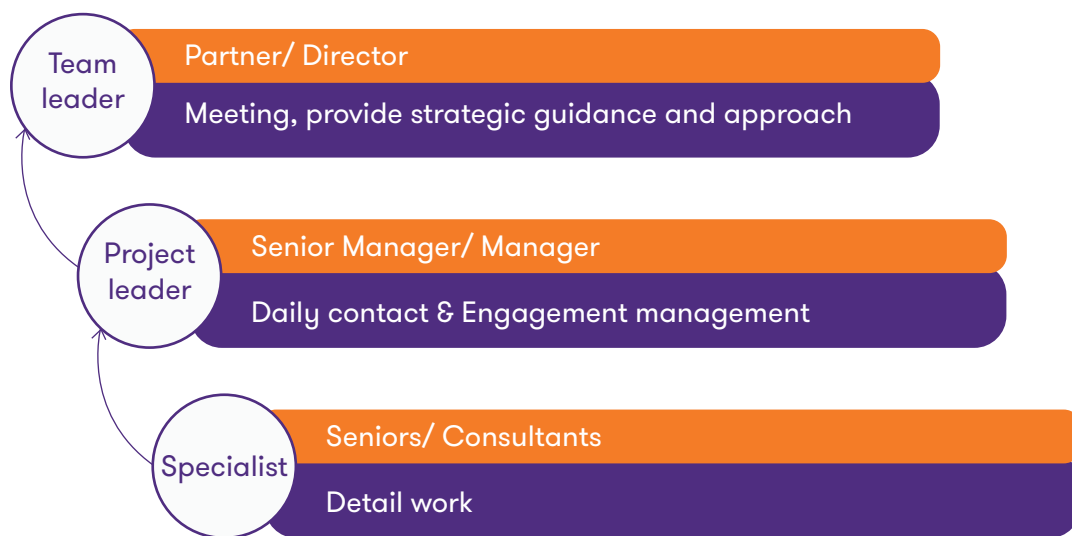 Team
leader
Partner/ Director
Meeting, provide strategic guidance and approach
Project
leader
Senior Manager/ Manager
Daily contact & Engagement management
Specialist
Seniors/ Consultants
Detail work